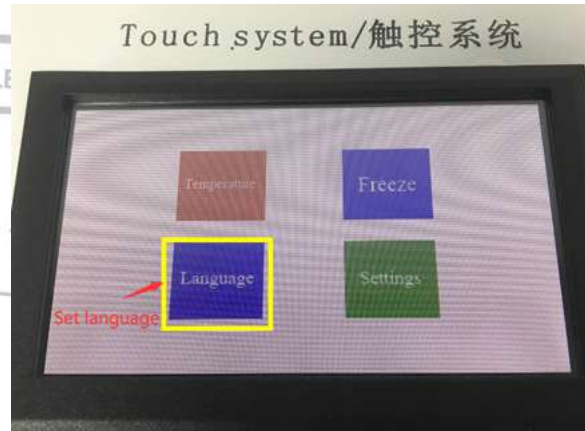 Touch system/触控系统
Temperature
Freeze
Language
Settings
Set language